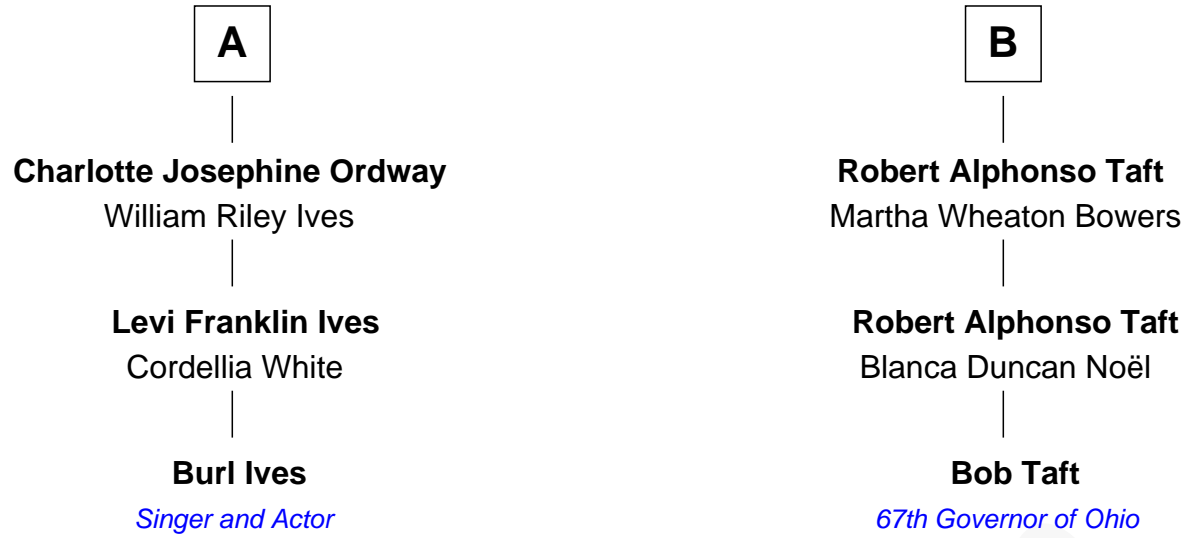 A
Charlotte Josephine Ordway
William Riley Ives
Levi Franklin Ives
Cordellia White
Burl Ives
Singer and Actor
B
Robert Alphonso Taft
Martha Wheaton Bowers
Robert Alphonso Taft
Blanca Duncan Noël
Bob Taft
67th Governor of Ohio